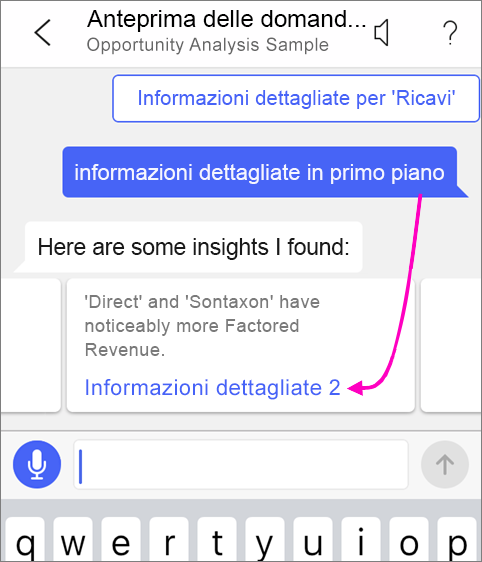 Anteprima delle domand...
Opportunity Analysis Sample
?
Informazioni dettagliate per 'Ricavi'
informazioni dettagliate in primo piano
Here are some insights I found:
'Direct' and 'Sontaxon' have
noticeably more Factored
Revenue.
Informazioni dettagliate 2
q w e r t y u i o p